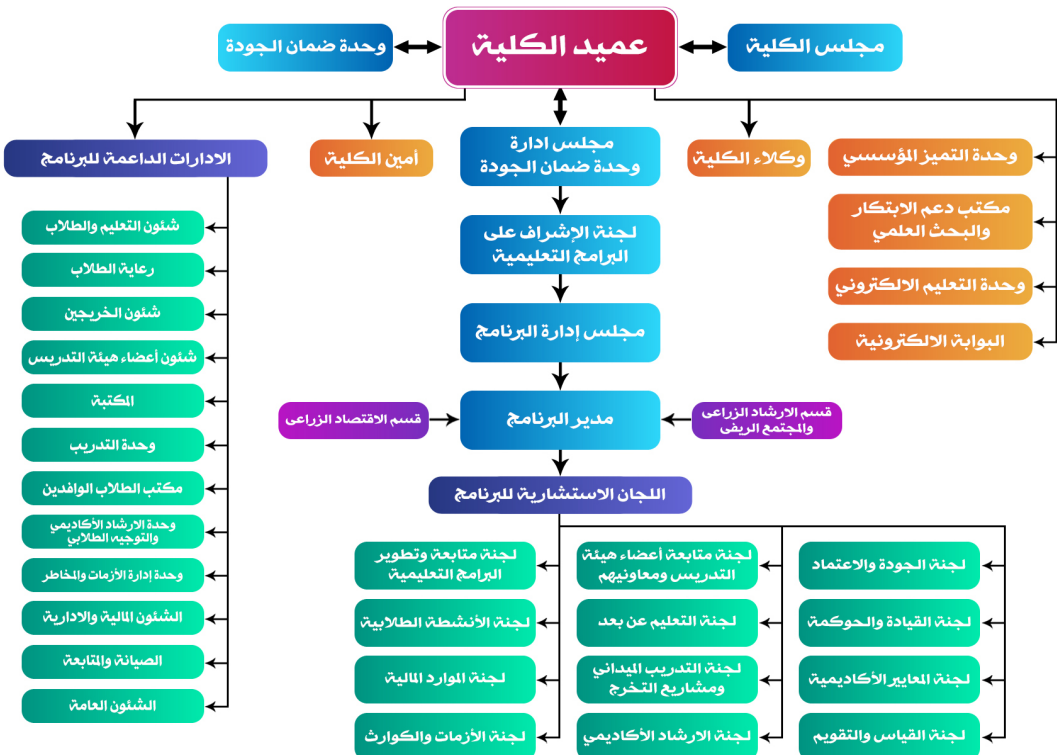 مجلس الكلية
عميد الكلية
وحدة ضمان الجودة
وحدة التميز المؤسسي
مكتب دعم الابتكار
والبحث العلمي
وحدة التعليم الالكتروني
البوابة الالكترونية
وكلاء الكلية
مجلس ادارة
وحدة ضمان الجودة
لجنة الإشراف على
البرامج التعليمية
مجلس إدارة البرنامج
قسم الارشاد الزراعى
والمجتمع الريفى
مدير البرنامج
قسم الاقتصاد الزراعى
أمين الكلية
الادارات الداعمة للبرنامج
شئون التعليم والطلاب
رعاية الطلاب
شئون الخريجين
شئون أعضاء هيئة التدريس
المكتبة
وحدة التدريب
مكتب الطلاب الوافدين
وحدة الارشاد الأكاديمي
والتوجيه الطلابي
وحدة إدارة الأزمات والمخاطر
الشئون المالية والادارية
الصيانة والمتابعة
الشئون العامة
اللجان الاستشارية للبرنامج
لجنة الجودة والاعتماد
لجنة القيادة والحوكمة
لجنة المعايير الأكاديمية
لجنة القياس والتقويم
لجنة متابعة أعضاء هيئة
التدريس ومعاونيهم
لجنة التعليم عن بعد
لجنة التدريب الميداني
ومشاريع التخرج
لجنة الارشاد الأكاديمي
لجنة متابعة وتطوير
البرامج التعليمية
لجنة الأنشطة الطلابية
لجنة الموارد المالية
لجنة الأزمات والكوارث